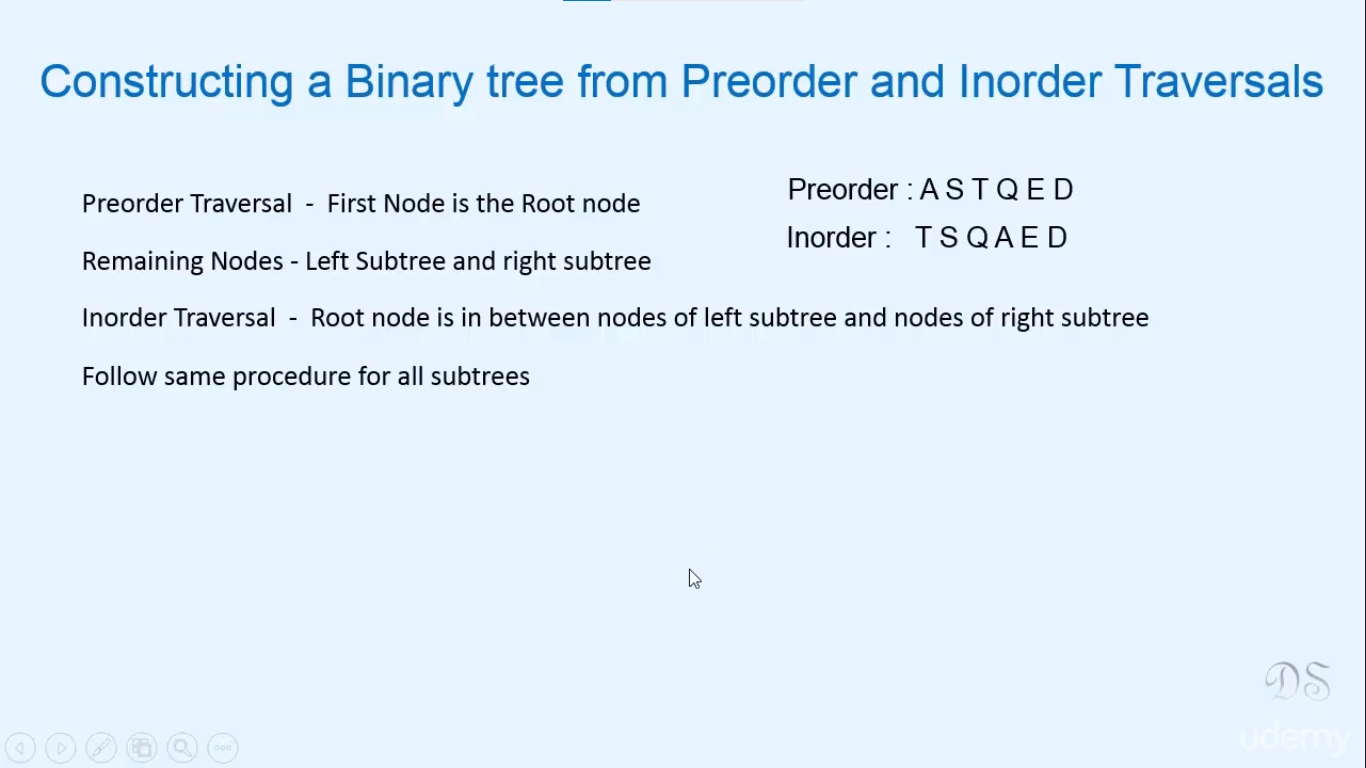 Constructing a Binary tree from Preorder and Inorder Traversals
Preorder Traversal - First Node is the Root node
Remaining Nodes - Left Subtree and right subtree
Inorder Traversal - Root node is in between nodes of left subtree and nodes of right subtree
Follow same procedure for all subtrees
Preorder : A S T Q E D
Inorder : T S Q A E D
DS
udemy